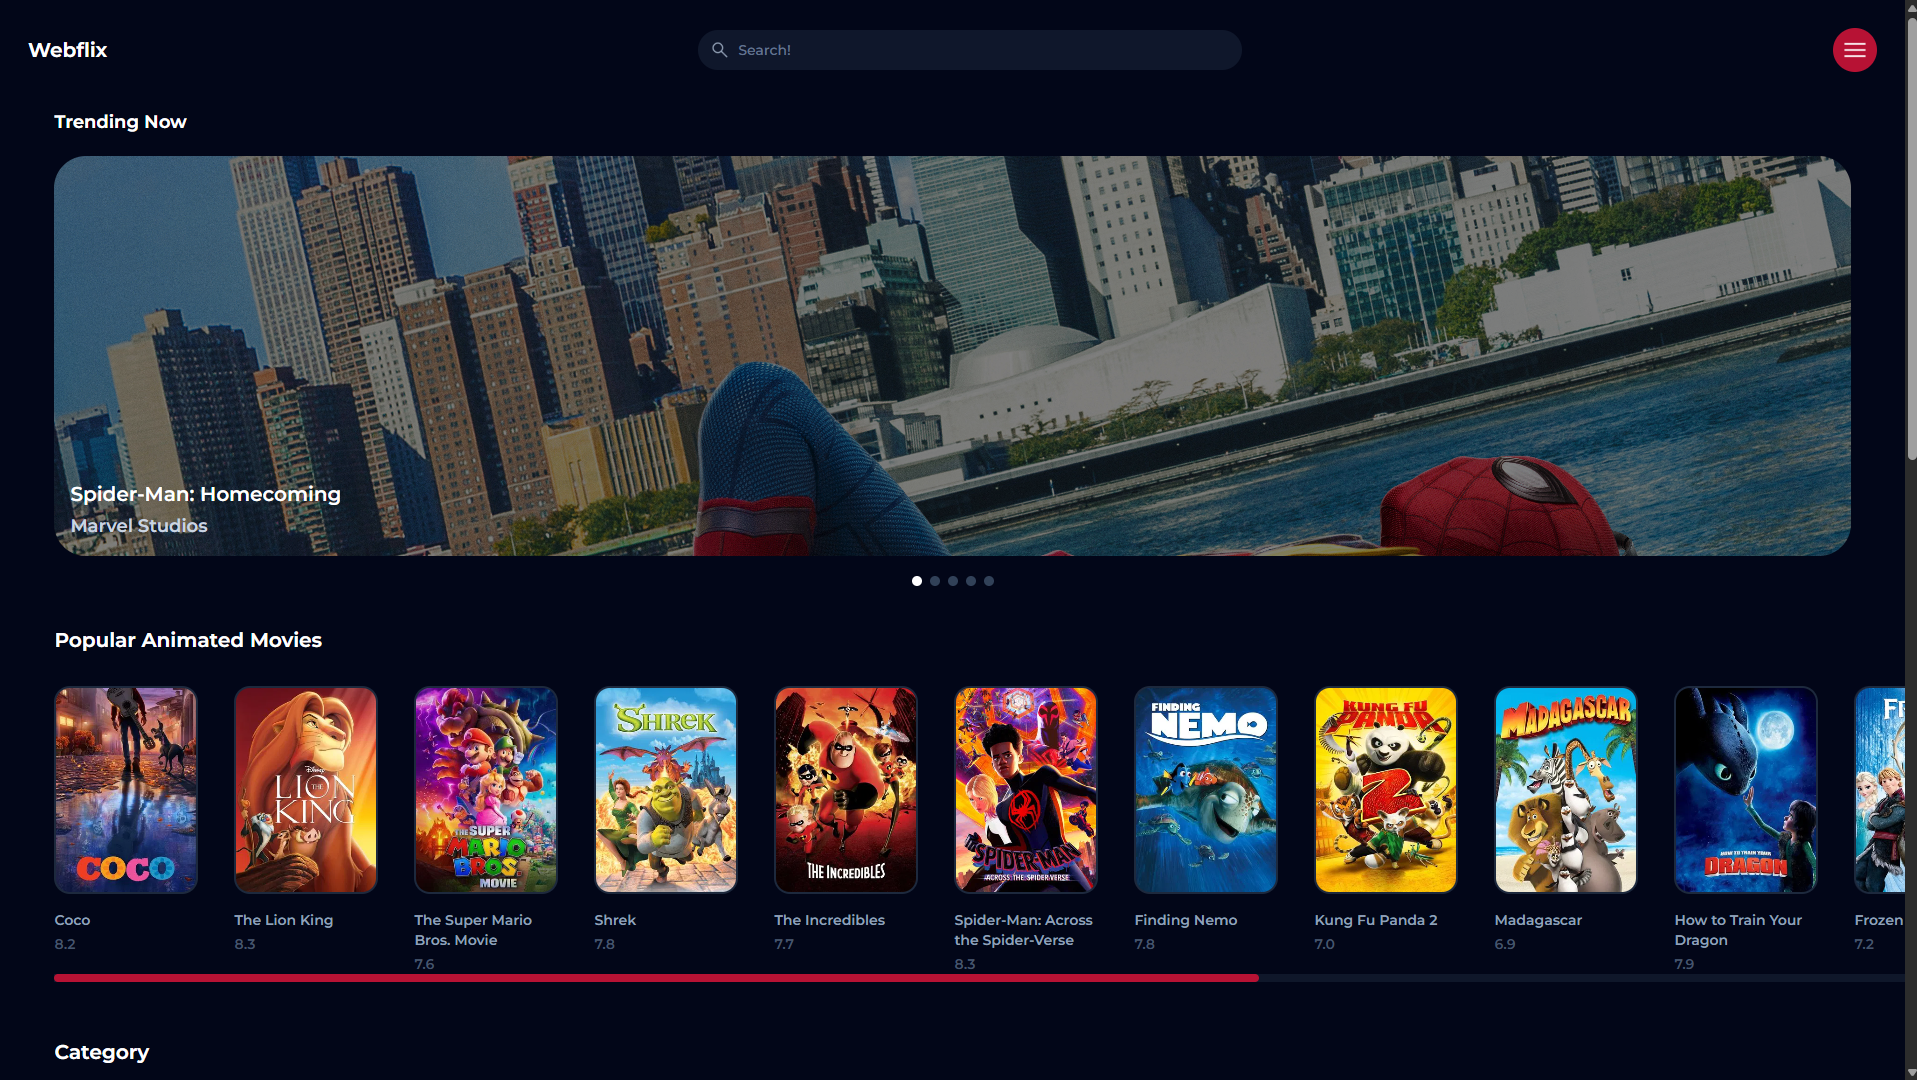 Webflix
Search!
Trending Now
Spider-Man: Homecoming
Marvel Studios
Popular Animated Movies
COCO
Disney
THE LION KING
THE SUPER
MARIO
BROS.
MOVIE
SHREK
THE INCREDIBLES
SPIDER-MAN
ACROSS THE SPIDER-VERSE
FINDING
NEMO
KUNG FU
PANDA
2
MADAGASCAR
HOW TO TRAIN YOUR
DRAGON
Coco
8.2
The Lion King
8.3
The Super Mario
Bros. Movie
7.6
Shrek
7.8
The Incredibles
7.7
Spider-Man: Across
the Spider-Verse
8.3
Finding Nemo
7.8
Kung Fu Panda 2
7.0
Madagascar
6.9
How to Train Your
Dragon
7.9
Frozen
7.2
Category